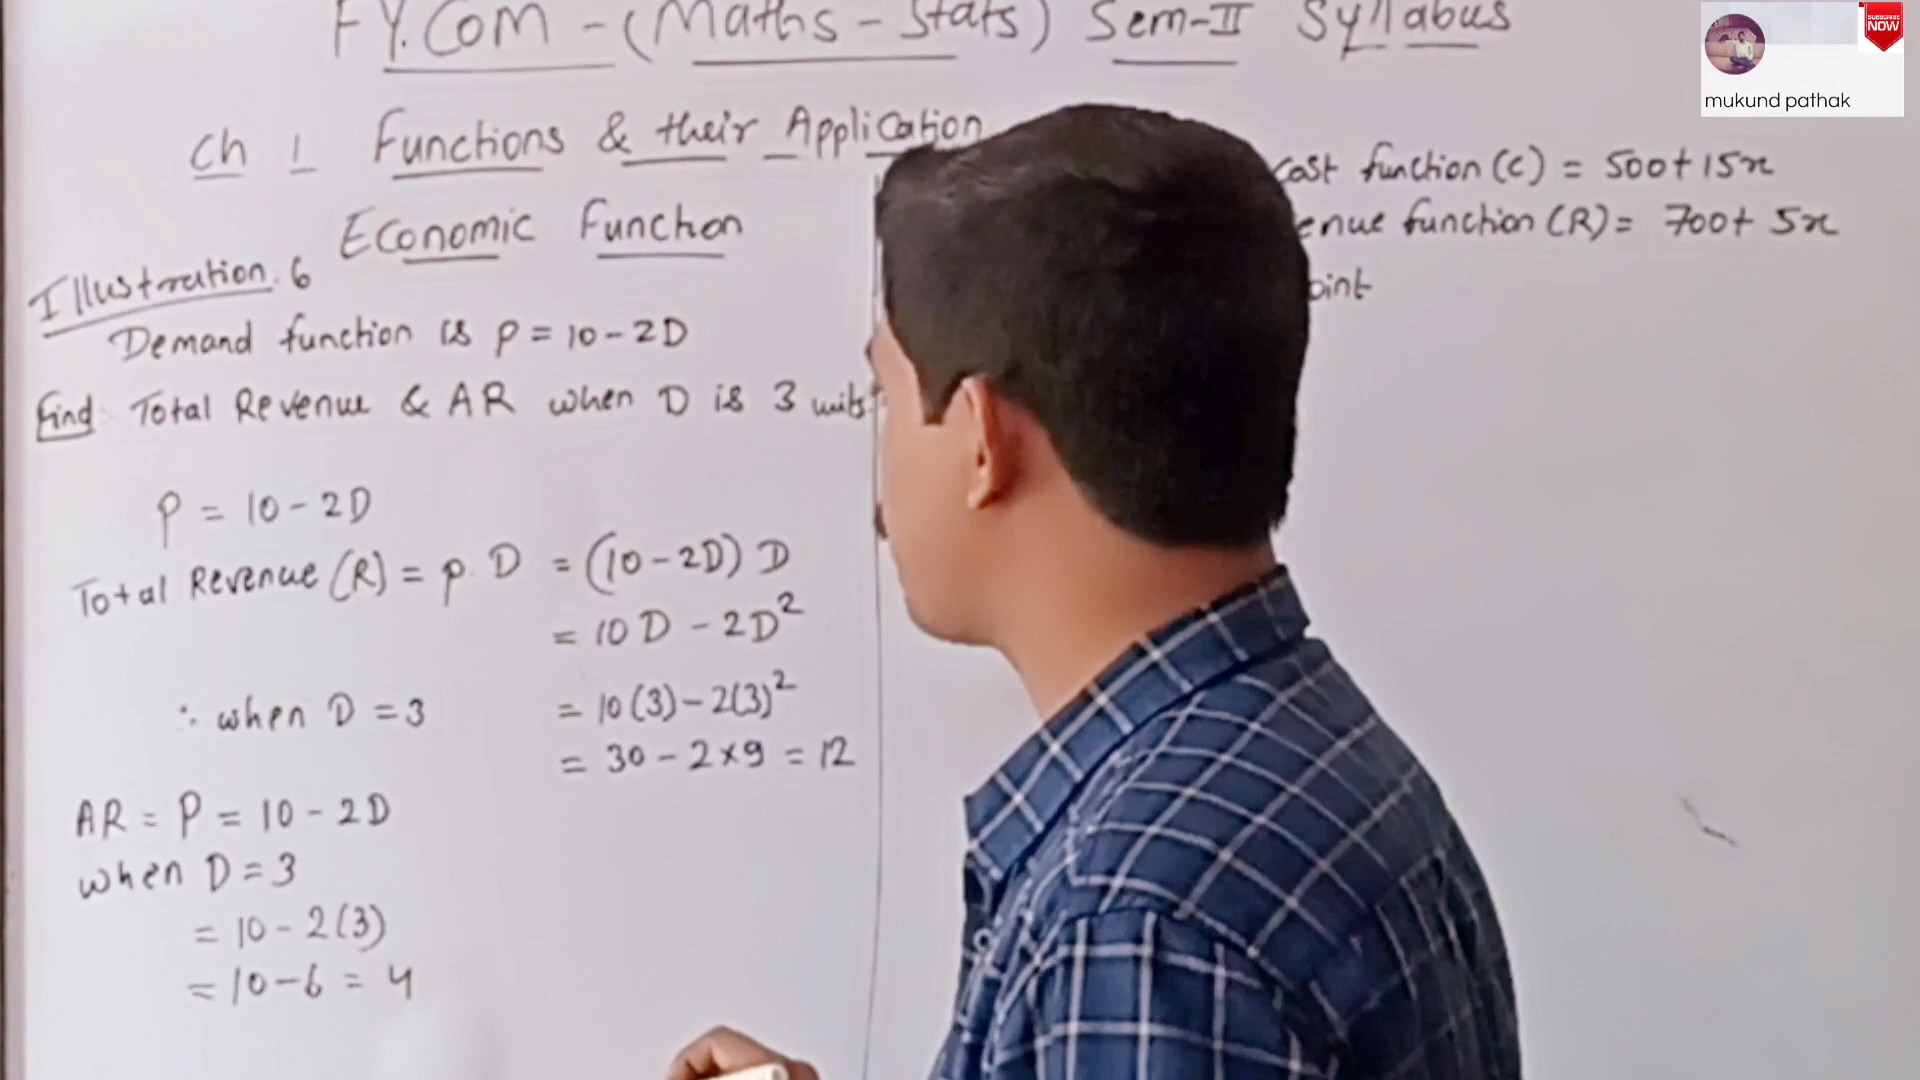 F.Y.Com - (Maths - Stats) Sem-II Syllabus
Ch 1 Functions & their Application
Economic Function
Illustration: 6
Demand function is p = 10 - 2D
Find: Total Revenue & AR when D is 3 units
P = 10 - 2D
Total Revenue (R) = p. D = (10 - 2D) D
= 10 D - 2D²
∴ when D = 3 = 10 (3) - 2(3)²
= 30 - 2×9 = 12
AR = P = 10 - 2D
when D = 3
= 10 - 2(3)
= 10 - 6 = 4
cost function (c) = 500 + 15x
function (R) = 700 + 5x
SUBSCRIBE
NOW
mukund pathak